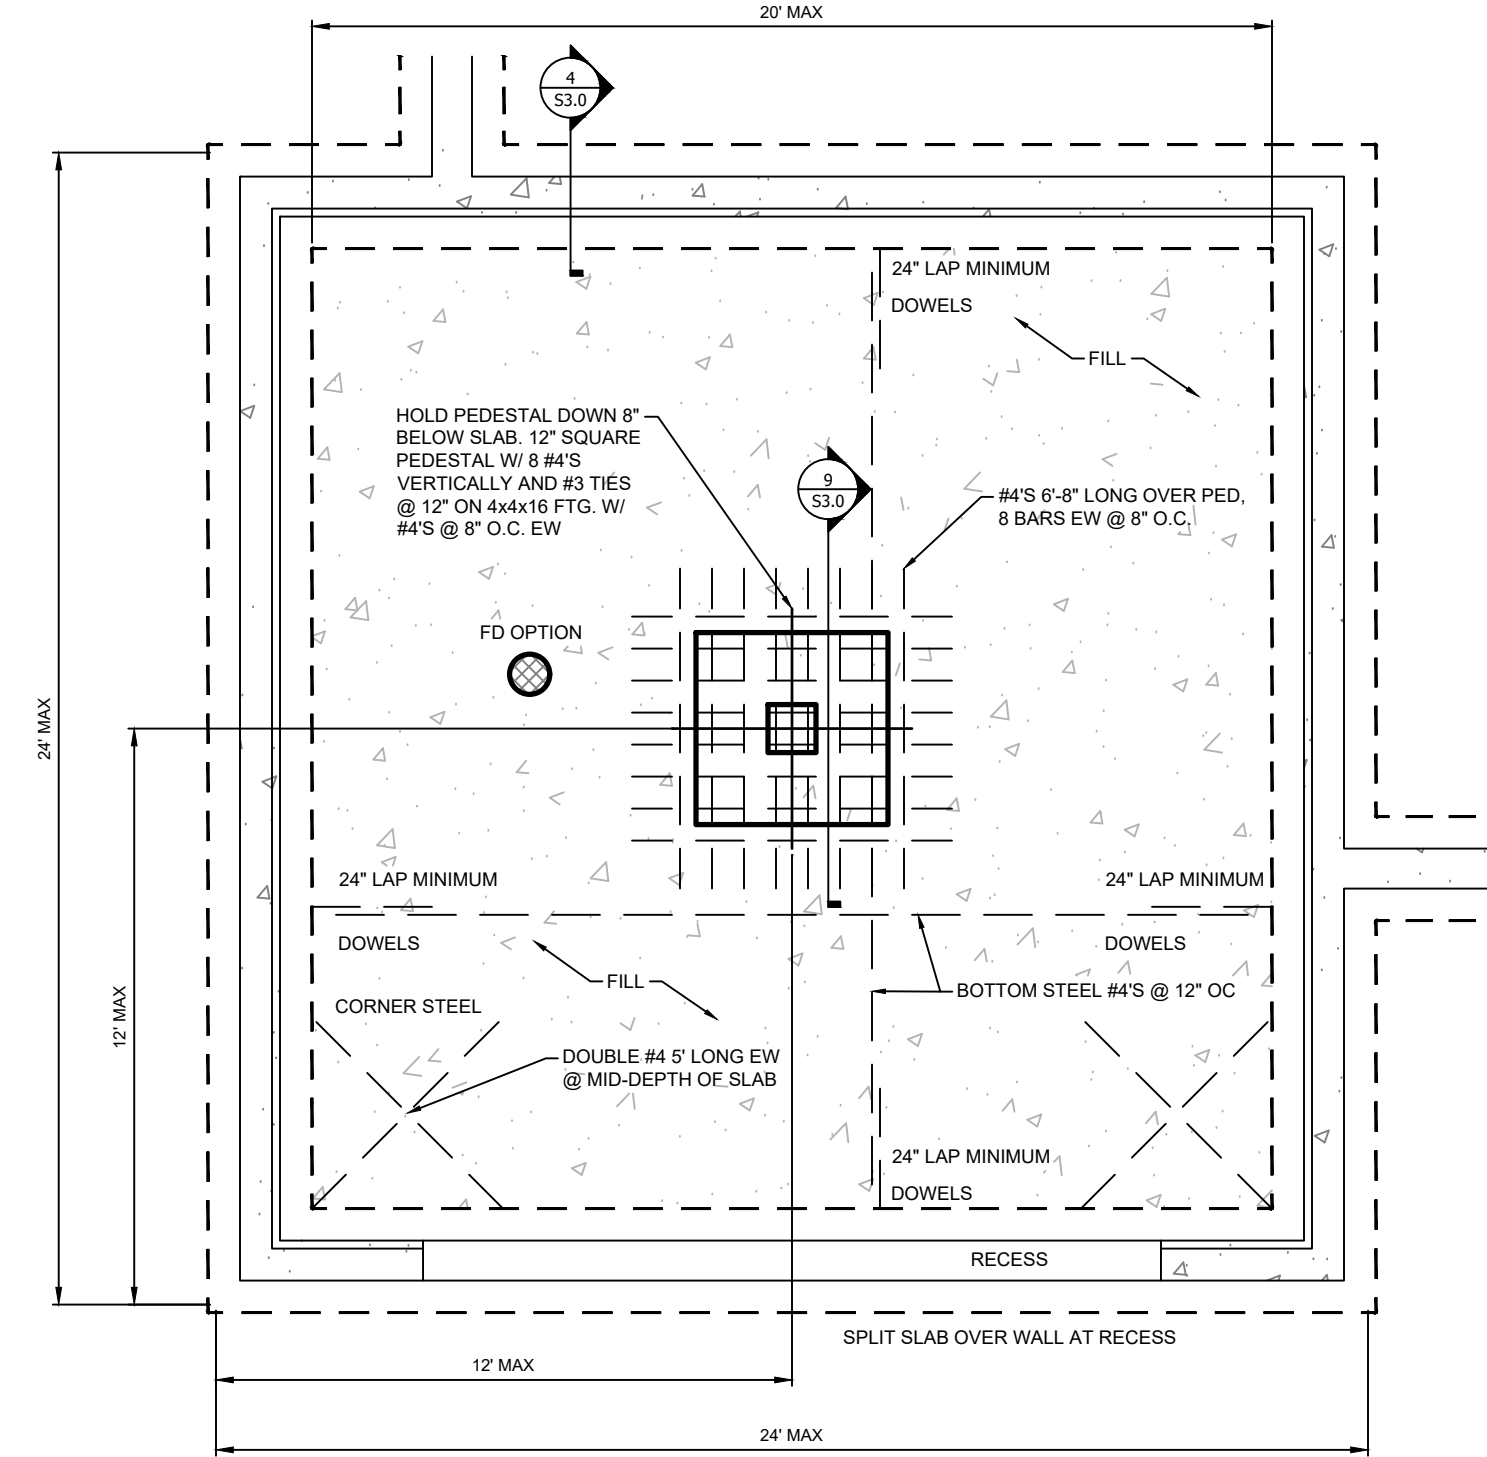 20' MAX
4
S3.0
24" LAP MINIMUM
DOWELS
FILL
HOLD PEDESTAL DOWN 8"
BELOW SLAB. 12" SQUARE
PEDESTAL W/ 8 #4'S
VERTICALLY AND #3 TIES
@ 12" ON 4x4x16 FTG. W/
#4'S @ 8" O.C. EW
9
S3.0
#4'S 6'-8" LONG OVER PED,
8 BARS EW @ 8" O.C.
FD OPTION
24' MAX
24" LAP MINIMUM
24" LAP MINIMUM
DOWELS
DOWELS
FILL
BOTTOM STEEL #4'S @ 12" OC
CORNER STEEL
12' MAX
DOUBLE #4 5' LONG EW
@ MID-DEPTH OF SLAB
24" LAP MINIMUM
DOWELS
RECESS
SPLIT SLAB OVER WALL AT RECESS
12' MAX
24' MAX